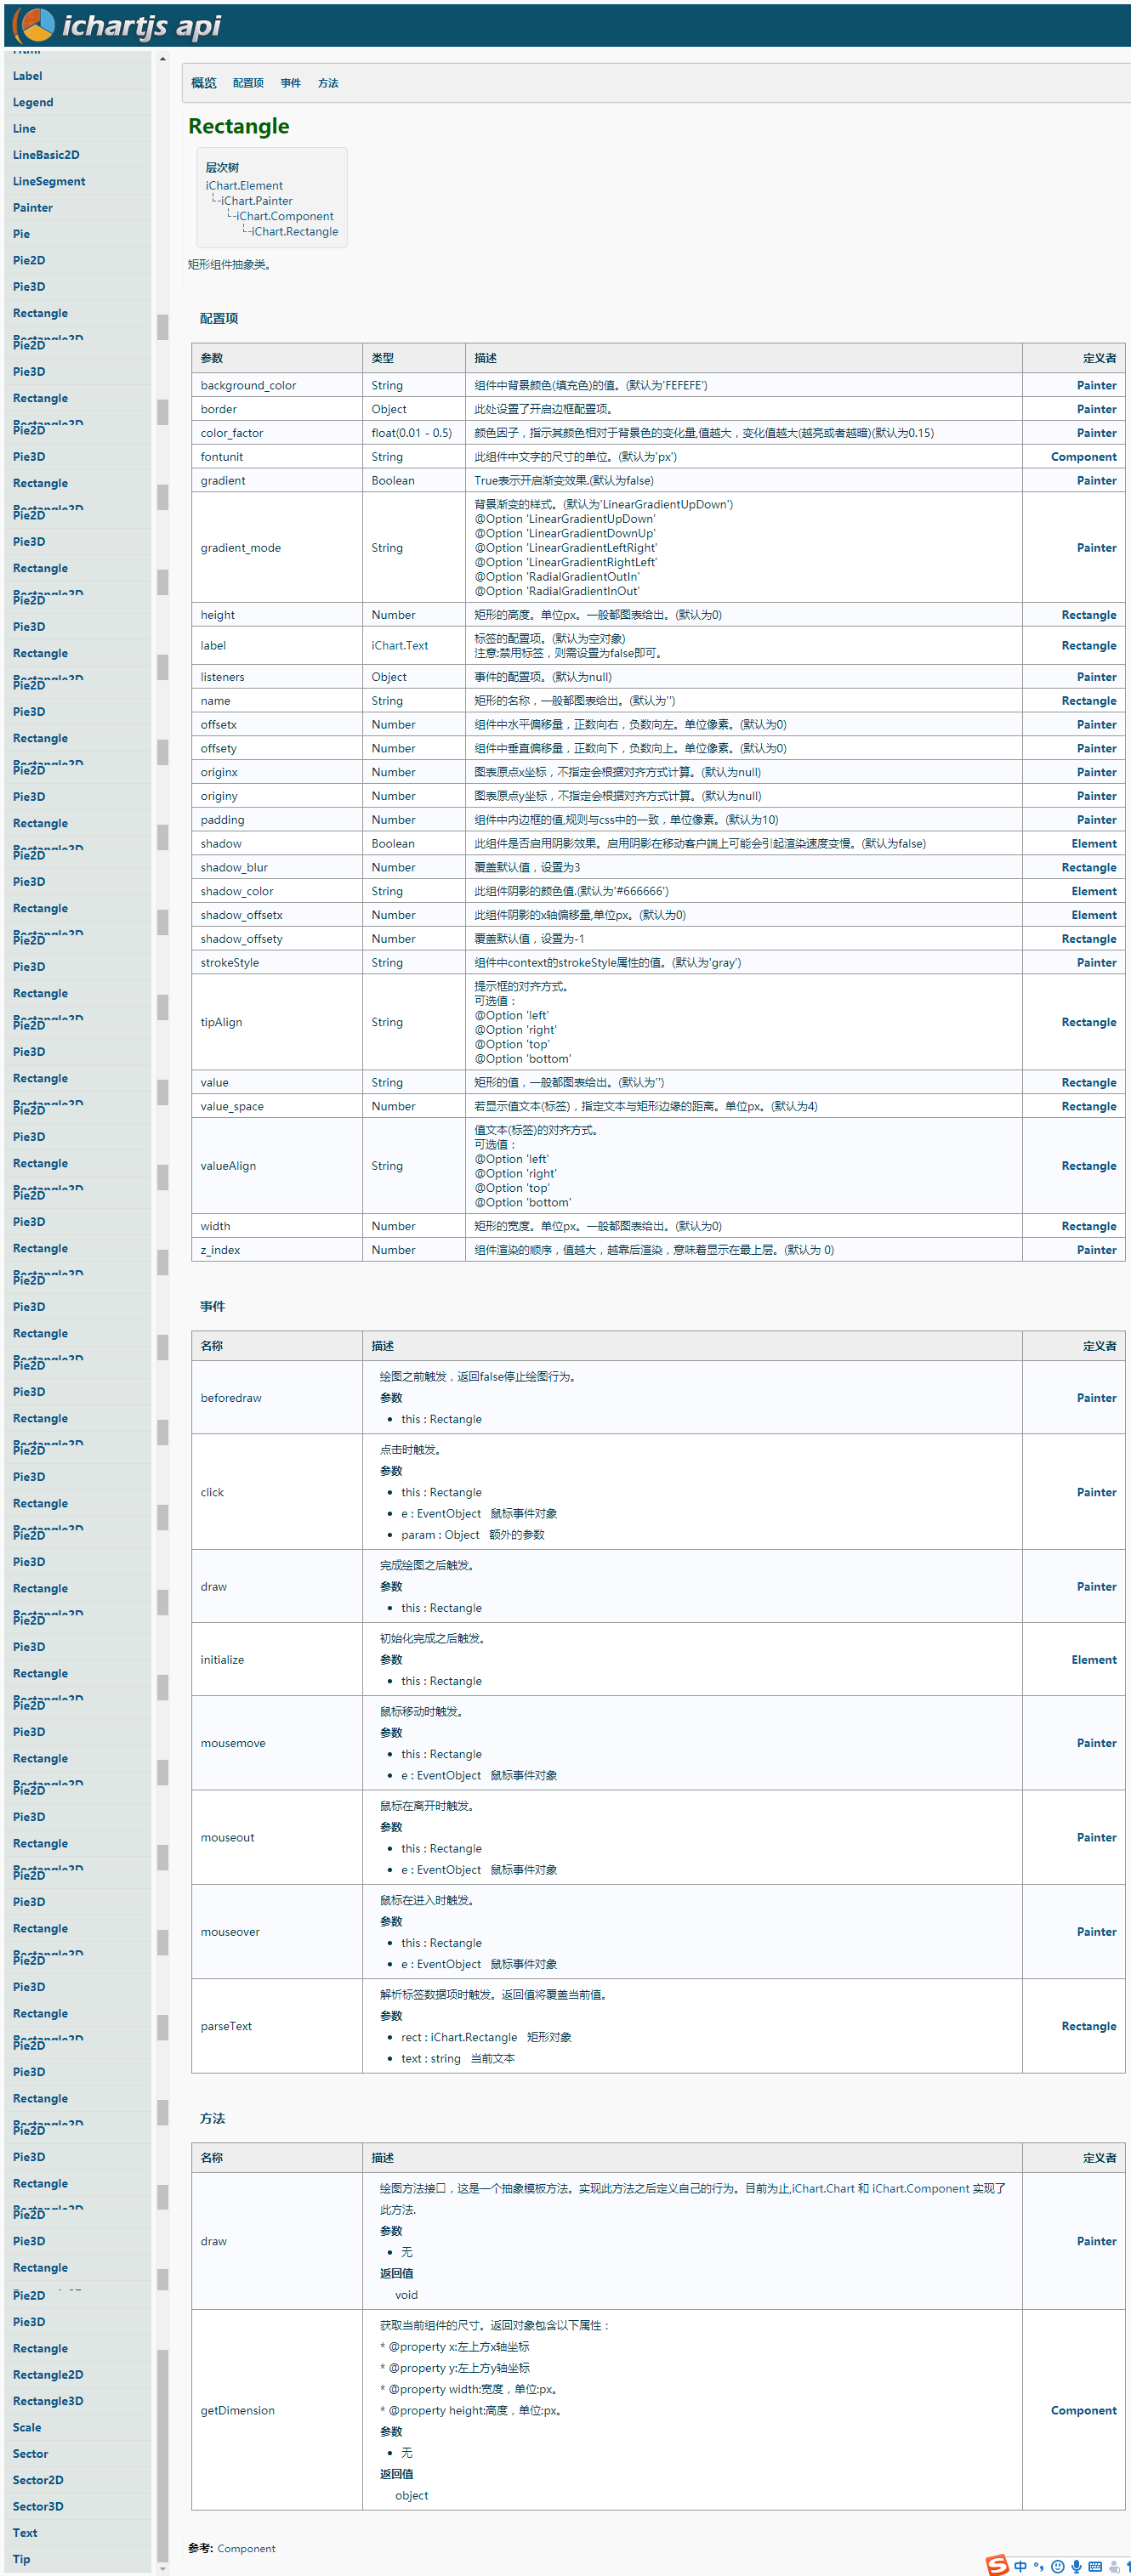 ichartjs api
Label
Legend
Line
LineBasic2D
LineSegment
Painter
Pie
Pie2D
Pie3D
Rectangle
Rectangle2D
Pie2D
Pie3D
Rectangle
Rectangle2D
Pie2D
Pie3D
Rectangle
Rectangle2D
Pie2D
Pie3D
Rectangle
Rectangle2D
Pie2D
Pie3D
Rectangle
Rectangle2D
Pie2D
Pie3D
Rectangle
Rectangle2D
Pie2D
Pie3D
Rectangle
Rectangle2D
Pie2D
Pie3D
Rectangle
Rectangle2D
Pie2D
Pie3D
Rectangle
Rectangle2D
Pie2D
Pie3D
Rectangle
Rectangle2D
Pie2D
Pie3D
Rectangle
Rectangle2D
Pie2D
Pie3D
Rectangle
Rectangle2D
Pie2D
Pie3D
Rectangle
Rectangle2D
Pie2D
Pie3D
Rectangle
Rectangle2D
Pie2D
Pie3D
Rectangle
Rectangle2D
Pie2D
Pie3D
Rectangle
Rectangle2D
Pie2D
Pie3D
Rectangle
Rectangle2D
Pie2D
Pie3D
Rectangle
Rectangle2D
Pie2D
Pie3D
Rectangle
Rectangle2D
Pie2D
Pie3D
Rectangle
Rectangle2D
Pie2D
Pie3D
Rectangle
Rectangle2D
Pie2D
Pie3D
Rectangle
Rectangle2D
Pie2D
Pie3D
Rectangle
Rectangle2D
Pie2D
Pie3D
Rectangle
Pie2D
Pie3D
Rectangle
Rectangle2D
Rectangle3D
Scale
Sector
Sector2D
Sector3D
Text
Tip
概览 配置项 事件 方法
Rectangle
层次树
iChart.Element
iChart.Painter
iChart.Component
iChart.Rectangle
矩形组件抽象类。
配置项
参数 类型 描述 定义者
background_color String 组件中背景颜色(填充色)的值。(默认为'FEFEFE') Painter
border Object 此处设置了开启边框配置项。 Painter
color_factor float(0.01 - 0.5) 颜色因子，指示其颜色相对于背景色的变化量,值越大，变化值越大(越亮或者越暗)(默认为0.15) Painter
fontunit String 此组件中文字的尺寸的单位。(默认为'px') Component
gradient Boolean True表示开启渐变效果.(默认为false) Painter
gradient_mode String 背景渐变的样式。(默认为'LinearGradientUpDown') Painter
@Option 'LinearGradientUpDown'
@Option 'LinearGradientDownUp'
@Option 'LinearGradientLeftRight'
@Option 'LinearGradientRightLeft'
@Option 'RadialGradientOutIn'
@Option 'RadialGradientInOut'
height Number 矩形的高度。单位px。一般都图表给出。(默认为0) Rectangle
label iChart.Text 标签的配置项。(默认为空对象) Rectangle
注意:禁用标签，则需设置为false即可。
listeners Object 事件的配置项。(默认为null) Painter
name String 矩形的名称，一般都图表给出。(默认为'') Rectangle
offsetx Number 组件中水平偏移量，正数向右，负数向左。单位像素。(默认为0) Painter
offsety Number 组件中垂直偏移量，正数向下，负数向上。单位像素。(默认为0) Painter
originx Number 图表原点x坐标，不指定会根据对齐方式计算。(默认为null) Painter
originy Number 图表原点y坐标，不指定会根据对齐方式计算。(默认为null) Painter
padding Number 组件中内边框的值,规则与css中的一致，单位像素。(默认为10) Painter
shadow Boolean 此组件是否启用阴影效果。启用阴影在移动客户端上可能会引起渲染速度变慢。(默认为false) Element
shadow_blur Number 覆盖默认值，设置为3 Rectangle
shadow_color String 此组件阴影的颜色值.(默认为'#666666') Element
shadow_offsetx Number 此组件阴影的x轴偏移量,单位px。(默认为0) Element
shadow_offsety Number 覆盖默认值，设置为-1 Rectangle
strokeStyle String 组件中context的strokeStyle属性的值。(默认为'gray') Painter
tipAlign String 提示框的对齐方式。 Rectangle
可选值：
@Option 'left'
@Option 'right'
@Option 'top'
@Option 'bottom'
value String 矩形的值，一般都图表给出。(默认为'') Rectangle
value_space Number 若显示值文本(标签)，指定文本与矩形边缘的距离。单位px。(默认为4) Rectangle
valueAlign String 值文本(标签)的对齐方式。 Rectangle
可选值：
@Option 'left'
@Option 'right'
@Option 'top'
@Option 'bottom'
width Number 矩形的宽度。单位px。一般都图表给出。(默认为0) Rectangle
z_index Number 组件渲染的顺序，值越大，越靠后渲染，意味着显示在最上层。(默认为 0) Painter
事件
名称 描述 定义者
beforedraw 绘图之前触发，返回false停止绘图行为。 Painter
参数
• this : Rectangle
click 点击时触发。 Painter
参数
• this : Rectangle
• e : EventObject 鼠标事件对象
• param : Object 额外的参数
draw 完成绘图之后触发。 Painter
参数
• this : Rectangle
initialize 初始化完成之后触发。 Element
参数
• this : Rectangle
mousemove 鼠标移动时触发。 Painter
参数
• this : Rectangle
• e : EventObject 鼠标事件对象
mouseout 鼠标在离开时触发。 Painter
参数
• this : Rectangle
• e : EventObject 鼠标事件对象
mouseover 鼠标在进入时触发。 Painter
参数
• this : Rectangle
• e : EventObject 鼠标事件对象
parseText 解析标签数据项时触发。返回值将覆盖当前值。 Rectangle
参数
• rect : iChart.Rectangle 矩形对象
• text : string 当前文本
方法
名称 描述 定义者
draw 绘图方法接口，这是一个抽象模板方法。实现此方法之后定义自己的行为。目前为止,iChart.Chart 和 iChart.Component 实现了 Painter
此方法.
参数
• 无
返回值
void
getDimension 获取当前组件的尺寸。返回对象包含以下属性： Component
* @property x:左上方x轴坐标
* @property y:左上方y轴坐标
* @property width:宽度，单位:px。
* @property height:高度，单位:px。
参数
• 无
返回值
object
参考: Component
S 中